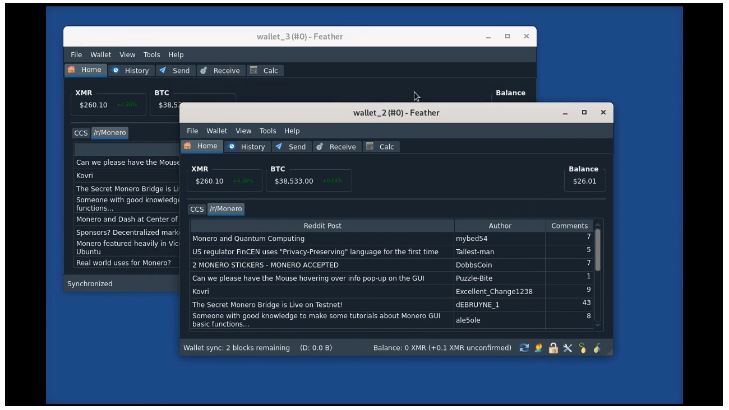 wallet_3 (#0) - Feather
File Wallet View Tools Help
Home History Send Receive Calc
XMR BTC Balance
$260.10 +4.36% $38,53
CCS /r/Monero
Can we please have the Mouse
Kovri
The Secret Monero Bridge is Li
Someone with good knowledge
functions...
Monero and Dash at Center of
Sponsors? Decentralized mark
Monero featured heavily in Vic
Ubuntu
Real world uses for Monero?
Synchronized
wallet_2 (#0) - Feather
File Wallet View Tools Help
Home History Send Receive Calc
XMR BTC Balance
$260.10 $38,533.00 $26.01
CCS /r/Monero
Reddit Post Author Comments
Monero and Quantum Computing mybed54 7
US regulator FinCEN uses "Privacy-Preserving" language for the first time Tallest-man 5
2 MONERO STICKERS - MONERO ACCEPTED DobbsCoin 7
Can we please have the Mouse hovering over info pop-up on the GUI Puzzle-Bite 1
Kovri Excellent_Change1238 9
The Secret Monero Bridge is Live on Testnet! dEBRUYNE_1 43
Someone with good knowledge to make some tutorials about Monero GUI
basic functions... aleSole 8
Wallet sync: 2 blocks remaining (D: 0.0 B) Balance: 0 XMR (+0.1 XMR unconfirmed)